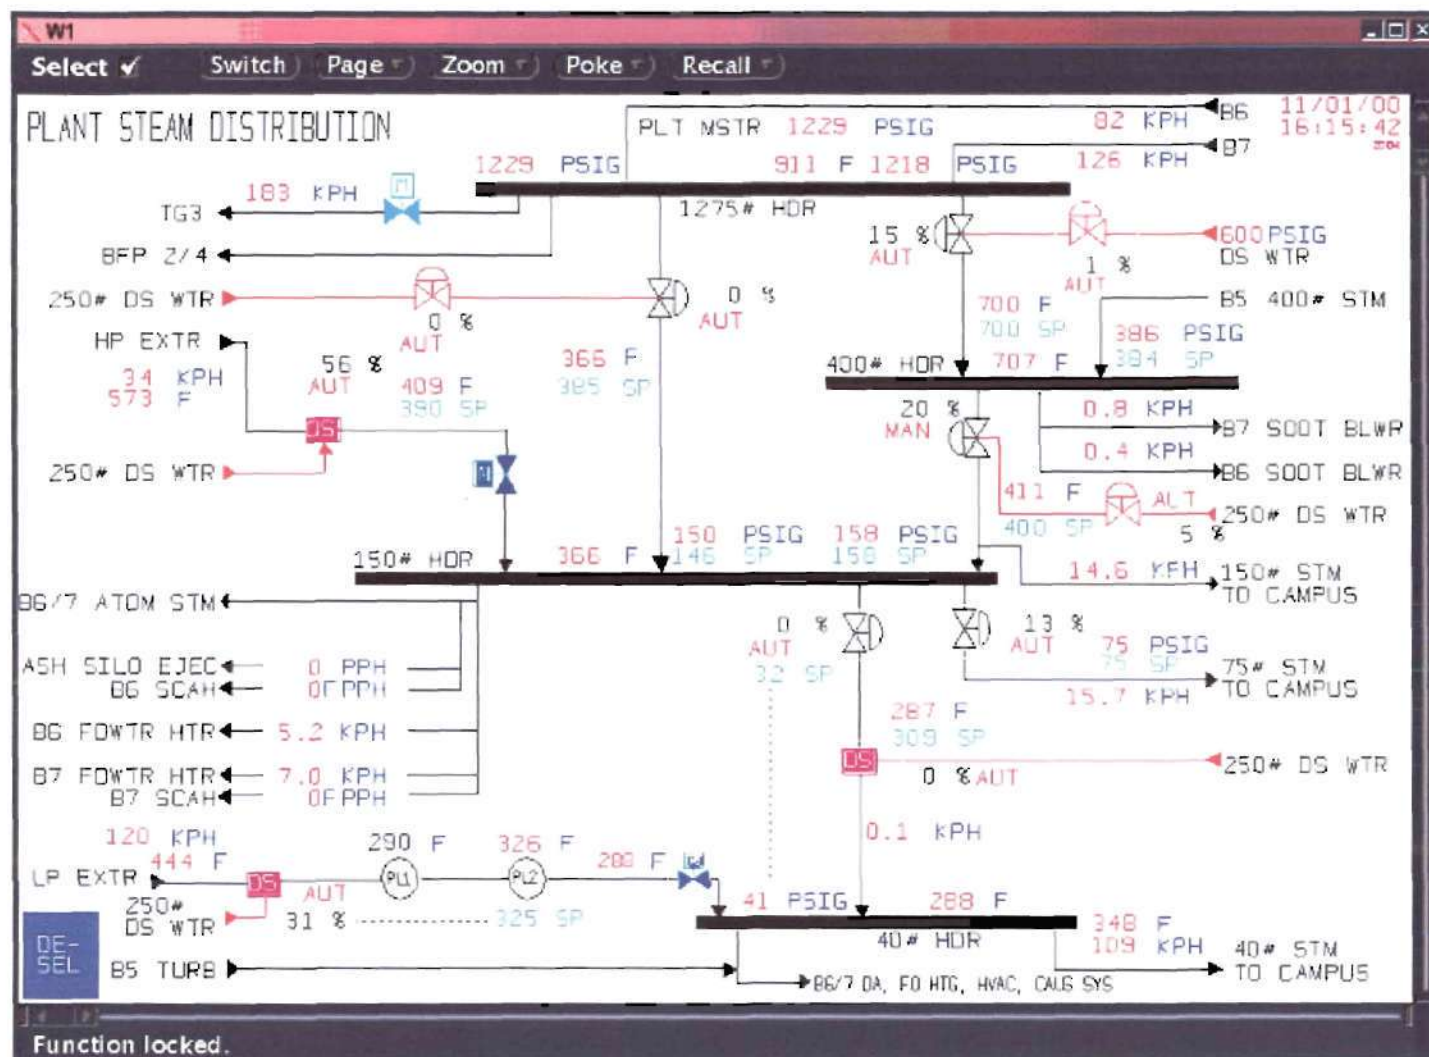 W1
Select Switch Page Zoom Poke Recall
PLANT STEAM DISTRIBUTION
PLT MSTR 1229 PSIG
82 KPH
B6
11/01/00
16:15:42
B7
126 KPH
1229 PSIG
911 F 1218 PSIG
183 KPH
TG3
M
1275# HDR
BFP 2/4
15 %
AUT
600 PSIG
DS WTR
1 %
AUT
250# DS WTR
0 %
AUT
0 %
AUT
700 F
700 SP
B5 400# STM
HP EXTR
34 KPH
573 F
56 %
AUT
409 F
390 SP
366 F
385 SP
386 PSIG
384 SP
400# HDR 707 F
DS
250# DS WTR
20 %
MAN
0.8 KPH
B7 SOOT BLWR
0.4 KPH
B6 SOOT BLWR
411 F
400 SP
250# DS WTR
5 %
150# HDR
366 F
150 PSIG
146 SP
158 PSIG
158 SP
14.6 KPH
150# STM
TO CAMPUS
B6/7 ATOM STM
0 %
AUT
32 SP
13 %
AUT
75 PSIG
75 SP
75# STM
TO CAMPUS
15.7 KPH
ASH SILO EJEC 0 PPH
B6 SCAH 0F PPH
B6 FDWTR HTR 5.2 KPH
B7 FDWTR HTR 7.0 KPH
B7 SCAH 0F PPH
287 F
309 SP
DS
0 % AUT
250# DS WTR
0.1 KPH
120 KPH
444 F
LP EXTR
DS
AUT
31 %
250#
DS WTR
290 F
PL1
326 F
PL2
325 SP
288 F
41 PSIG
288 F
40# HDR
348 F
109 KPH
40# STM
TO CAMPUS
DE-
SEL
B5 TURB
B6/7 DA, FO HTG, HVAC, SYS
Function locked.